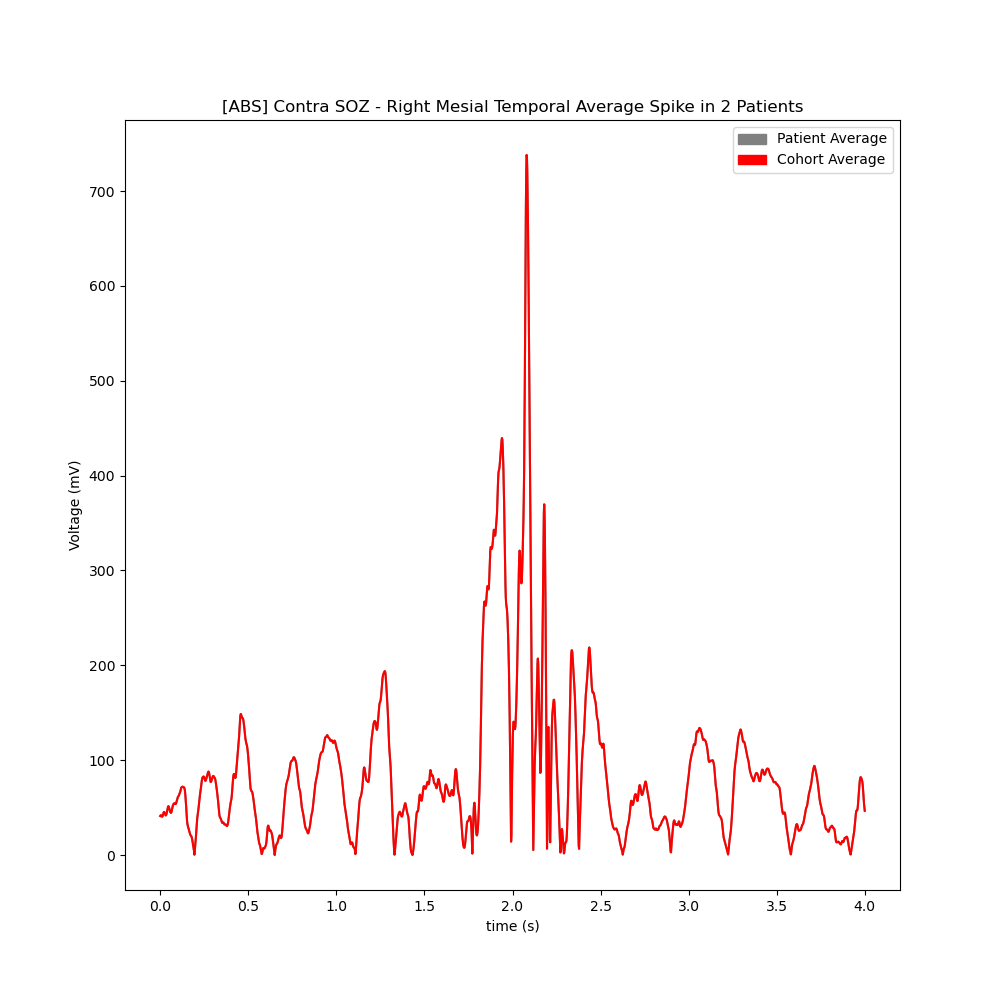 [ABS] Contra SOZ - Right Mesial Temporal Average Spike in 2 Patients
Patient Average
Cohort Average
Voltage (mV)
700
600
500
400
300
200
100
0
0.0 0.5 1.0 1.5 2.0 2.5 3.0 3.5 4.0
time (s)